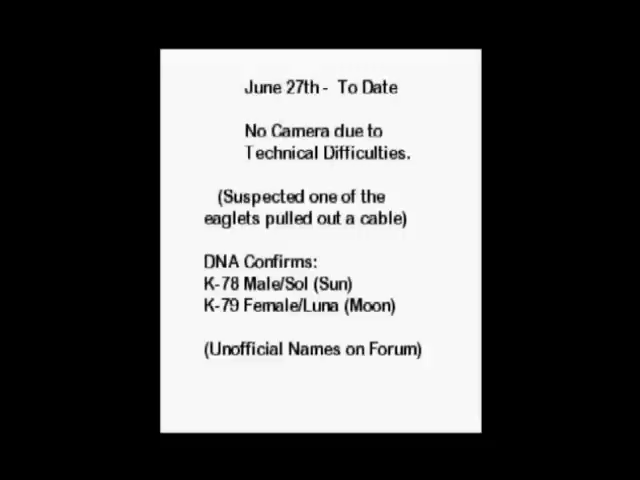 June 27th - To Date
No Camera due to
Technical Difficulties.
(Suspected one of the
eaglets pulled out a cable)
DNA Confirms:
K-78 Male/Sol (Sun)
K-79 Female/Luna (Moon)
(Unofficial Names on Forum)